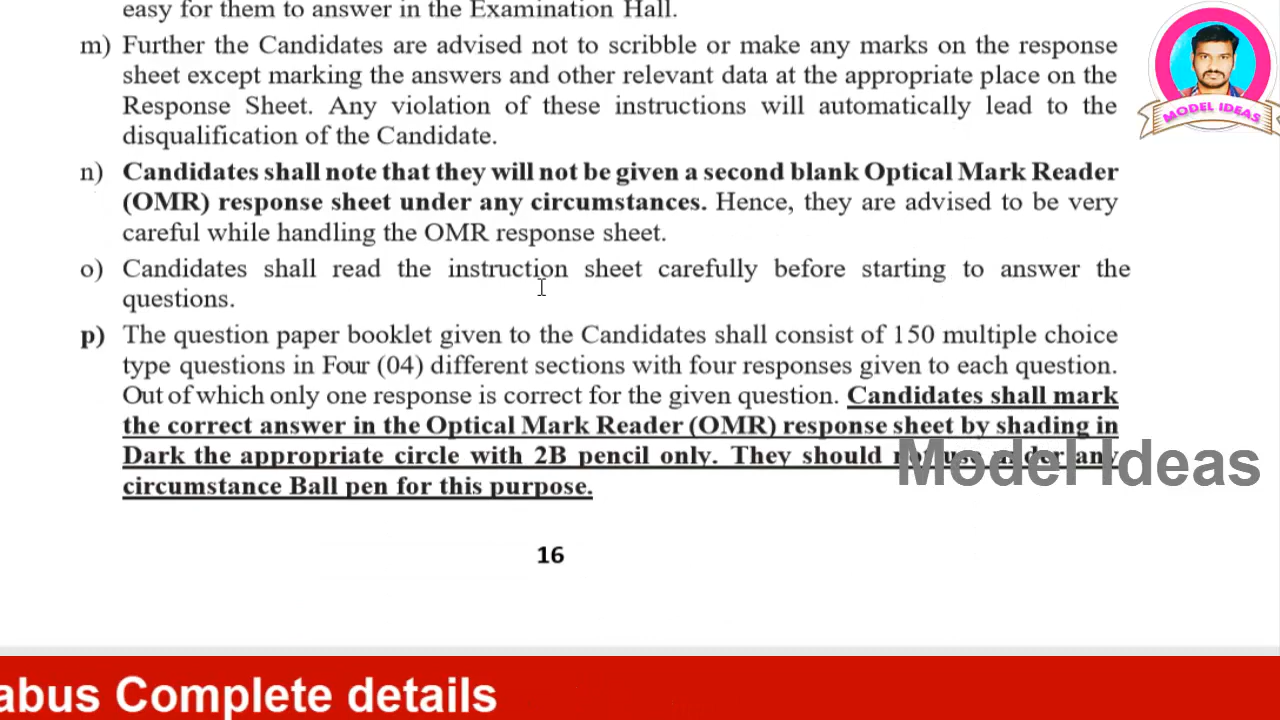 easy for them to answer in the Examination Hall.
m) Further the Candidates are advised not to scribble or make any marks on the response
sheet except marking the answers and other relevant data at the appropriate place on the
Response Sheet. Any violation of these instructions will automatically lead to the
disqualification of the Candidate.
MODEL IDEAS
n) Candidates shall note that they will not be given a second blank Optical Mark Reader
(OMR) response sheet under any circumstances. Hence, they are advised to be very
careful while handling the OMR response sheet.
o) Candidates shall read the instruction sheet carefully before starting to answer the
questions.
p) The question paper booklet given to the Candidates shall consist of 150 multiple choice
type questions in Four (04) different sections with four responses given to each question.
Out of which only one response is correct for the given question. Candidates shall mark
the correct answer in the Optical Mark Reader (OMR) response sheet by shading in
Dark the appropriate circle with 2B pencil only. They should any
Model Ideas
circumstance Ball pen for this purpose.
16
abus Complete details